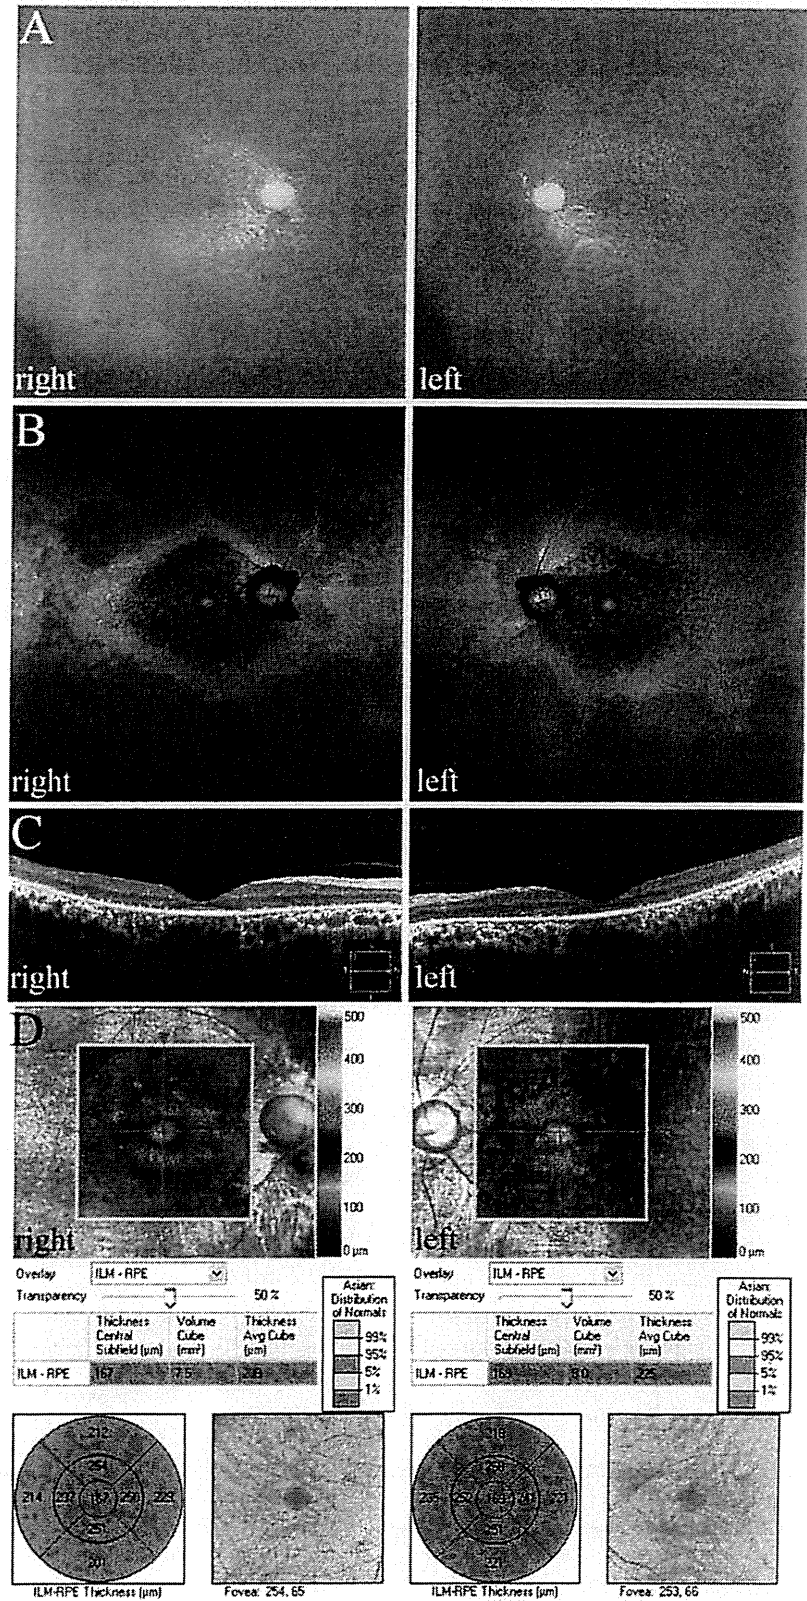 A
right
left
B
right
left
C
right
left
D
right
500
400
300
200
100
0 µm
left
500
400
300
200
100
0 µm
Overlay ILM - RPE
Transparency 50 %
Asian: Distribution of Normals
99%
95%
5%
1%
Thickness Central Subfield (µm) Volume Cube (mm³) Thickness Avg Cube (µm)
ILM - RPE 167 7.5
Overlay ILM - RPE
Transparency 50 %
Asian: Distribution of Normals
99%
95%
5%
1%
Thickness Central Subfield (µm) Volume Cube (mm³) Thickness Avg Cube (µm)
ILM - RPE 8.0 225
212
254
214 167 223
251
201
ILM-RPE Thickness (µm)
Fovea: 254, 65
251
221
ILM-RPE Thickness (µm)
Fovea: 253, 66